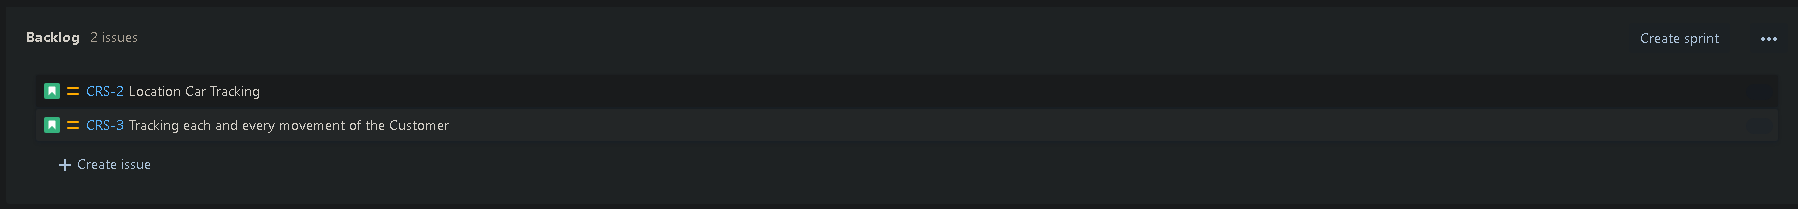 Backlog 2 issues Create sprint
CRS-2 Location Car Tracking
CRS-3 Tracking each and every movement of the Customer
Create issue